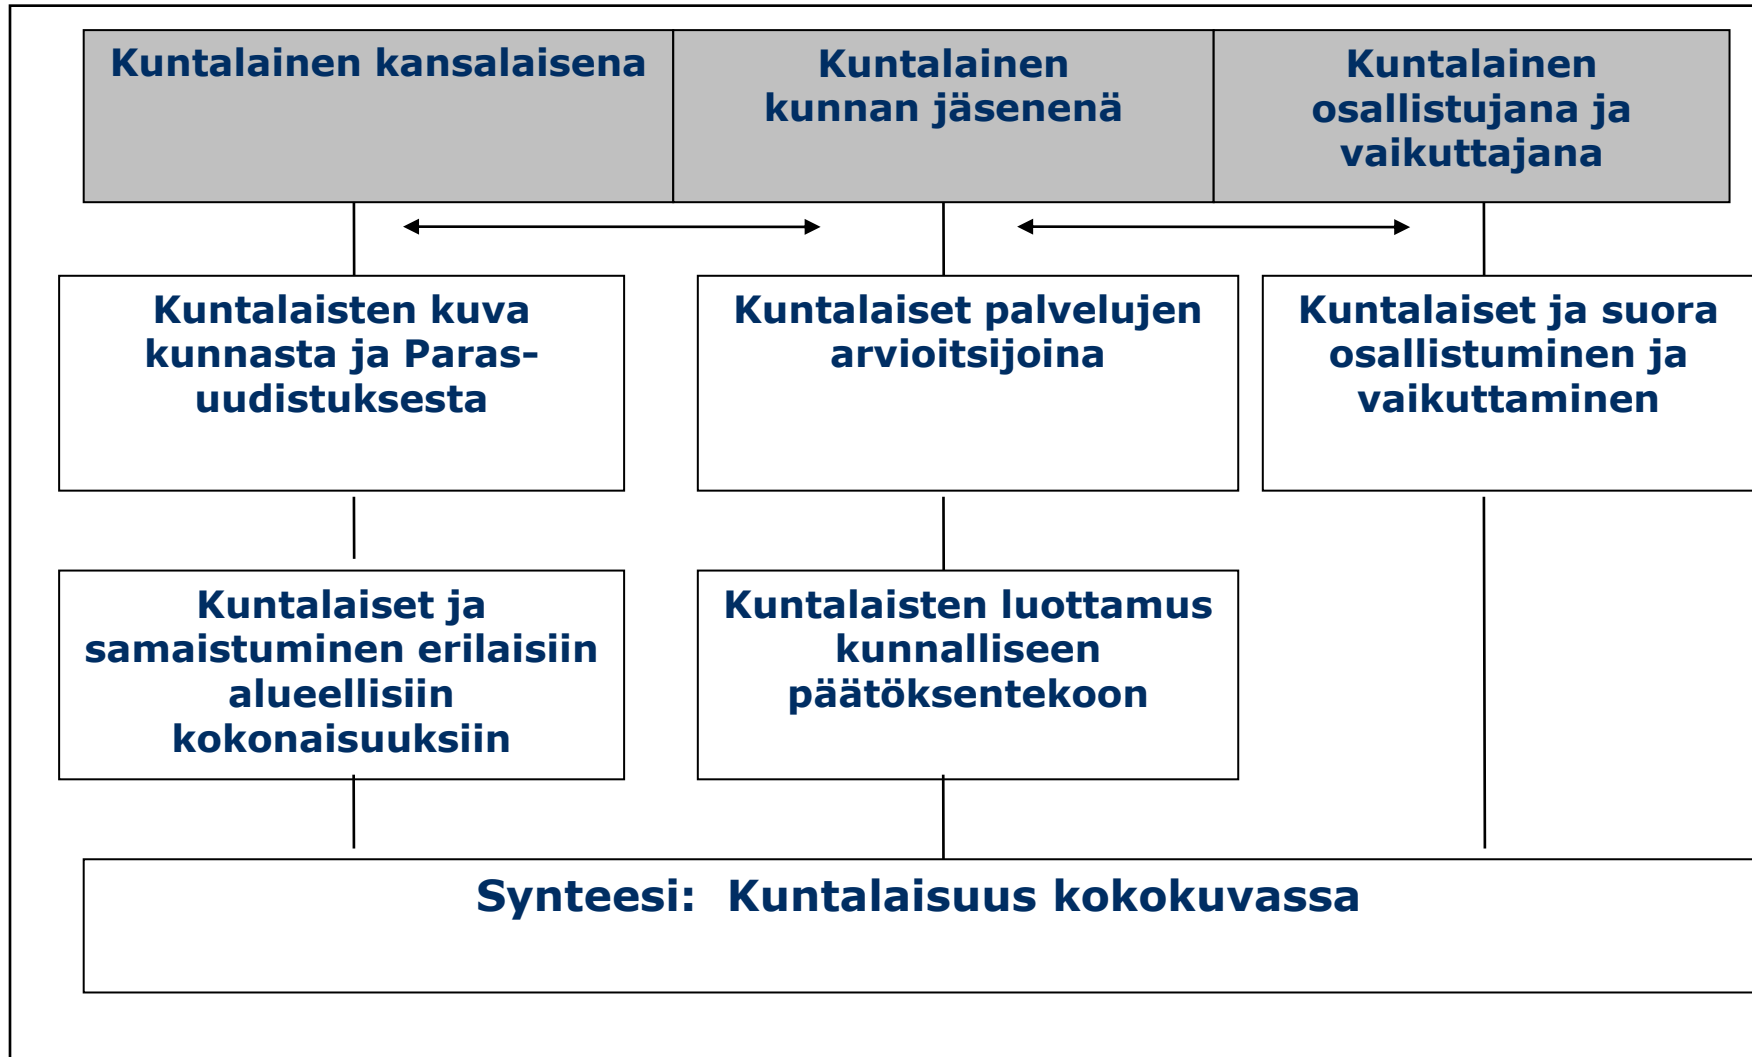 Kuntalainen kansalaisena
Kuntalainen
kunnan jäsenenä
Kuntalainen
osallistujana ja
vaikuttajana
Kuntalaisten kuva
kunnasta ja Paras-
uudistuksesta
Kuntalaiset palvelujen
arvioitsijoina
Kuntalaiset ja suora
osallistuminen ja
vaikuttaminen
Kuntalaiset ja
samaistuminen erilaisiin
alueellisiin
kokonaisuuksiin
Kuntalaisten luottamus
kunnalliseen
päätöksentekoon
Synteesi: Kuntalaisuus kokokuvassa